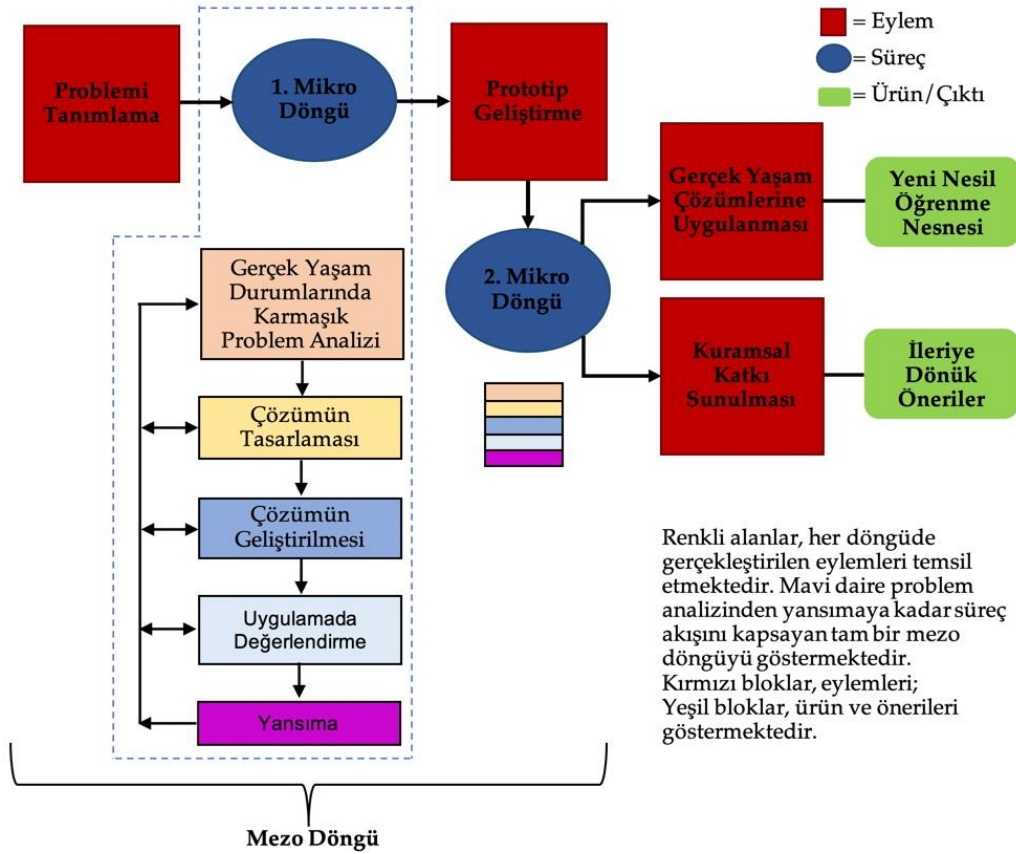 = Eylem
= Süreç
= Ürün/Çıktı
Problemi
Tanımlama
1. Mikro
Döngü
Prototip
Geliştirme
Gerçek Yaşam
Çözümlerine
Uygulanması
Yeni Nesil
Öğrenme
Nesnesi
2. Mikro
Döngü
Kuramsal
Katkı
Sunulması
İleriye
Dönük
Öneriler
Gerçek Yaşam
Durumlarında
Karmaşık
Problem Analizi
Çözümün
Tasarlaması
Çözümün
Geliştirilmesi
Uygulamada
Değerlendirme
Yansıma
Renkli alanlar, her döngüde
gerçekleştirilen eylemleri temsil
etmektedir. Mavi daire problem
analizinden yansımaya kadar süreç
akışını kapsayan tam bir mezo
döngüyü göstermektedir.
Kırmızı bloklar, eylemleri;
Yeşil bloklar, ürün ve önerileri
göstermektedir.
Mezo Döngü